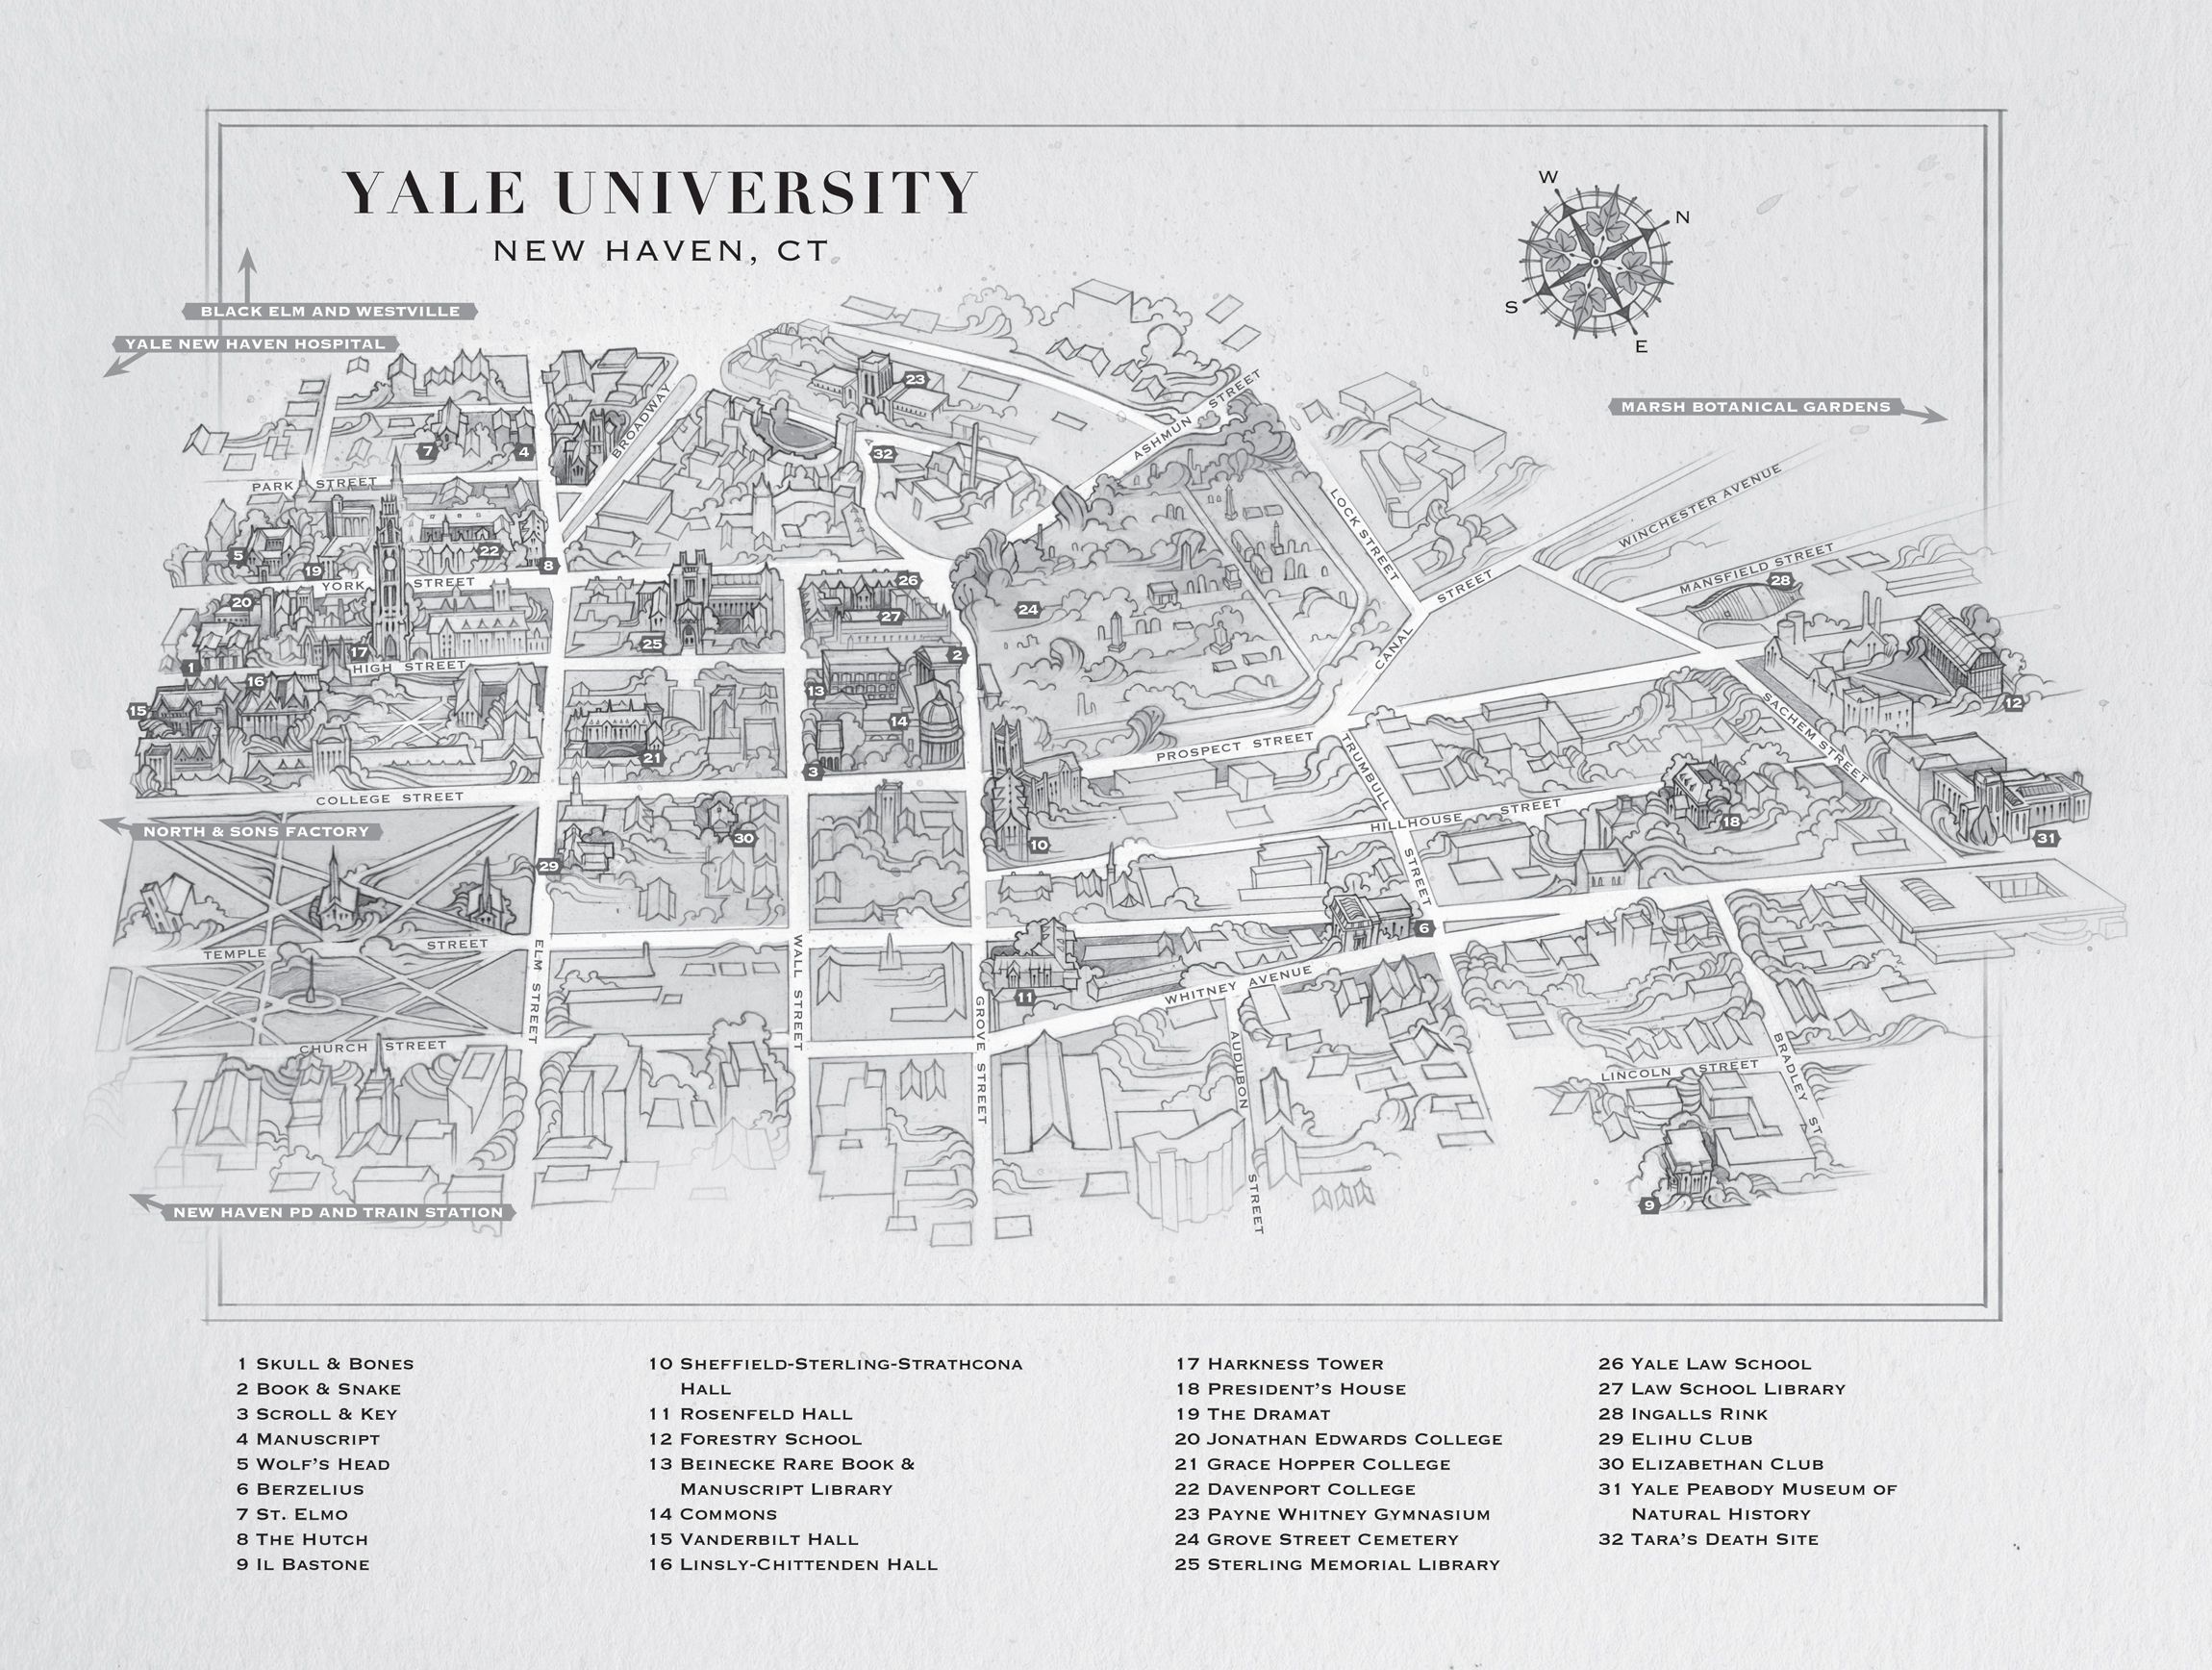 YALE UNIVERSITY
NEW HAVEN, CT
W
N
S
E
BLACK ELM AND WESTVILLE
YALE NEW HAVEN HOSPITAL
MARSH BOTANICAL GARDENS
BROADWAY
23
ASHMUN STREET
7
4
32
PARK STREET
LOCK STREET
WINCHESTER AVENUE
5
19
22
8
YORK STREET
26
CANAL STREET
MANSFIELD STREET
28
20
27
24
25
1
17
HIGH STREET
2
16
13
12
15
14
SACHEM STREET
21
3
PROSPECT STREET
TRUMBULL STREET
COLLEGE STREET
HILLHOUSE STREET
18
NORTH & SONS FACTORY
30
10
31
29
6
TEMPLE STREET
ELM STREET
WALL STREET
GROVE STREET
11
WHITNEY AVENUE
CHURCH STREET
AUDUBON STREET
LINCOLN STREET
BRADLEY ST
9
NEW HAVEN PD AND TRAIN STATION
1 SKULL & BONES
2 BOOK & SNAKE
3 SCROLL & KEY
4 MANUSCRIPT
5 WOLF'S HEAD
6 BERZELIUS
7 ST. ELMO
8 THE HUTCH
9 IL BASTONE
10 SHEFFIELD-STERLING-STRATHCONA
HALL
11 ROSENFELD HALL
12 FORESTRY SCHOOL
13 BEINECKE RARE BOOK &
MANUSCRIPT LIBRARY
14 COMMONS
15 VANDERBILT HALL
16 LINSLY-CHITTENDEN HALL
17 HARKNESS TOWER
18 PRESIDENT'S HOUSE
19 THE DRAMAT
20 JONATHAN EDWARDS COLLEGE
21 GRACE HOPPER COLLEGE
22 DAVENPORT COLLEGE
23 PAYNE WHITNEY GYMNASIUM
24 GROVE STREET CEMETERY
25 STERLING MEMORIAL LIBRARY
26 YALE LAW SCHOOL
27 LAW SCHOOL LIBRARY
28 INGALLS RINK
29 ELIHU CLUB
30 ELIZABETHAN CLUB
31 YALE PEABODY MUSEUM OF
NATURAL HISTORY
32 TARA'S DEATH SITE